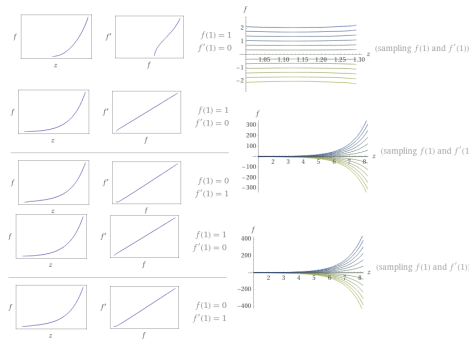 f
z
f'
f
f(1) = 1
f'(1) = 0
f
2
1
-1
-2
1.05 1.10 1.15 1.20 1.25 1.30 z
(sampling f(1) and f'(1))
f
z
f'
f
f(1) = 1
f'(1) = 0
f
z
f'
f
f(1) = 0
f'(1) = 1
f
300
200
100
-100
-200
-300
2 3 4 5 6 7 8 z
(sampling f(1) and f'(1
f
z
f'
f
f(1) = 1
f'(1) = 0
f
z
f'
f
f(1) = 0
f'(1) = 1
f
400
200
-200
-400
2 3 4 5 6 7 8 z
(sampling f(1) and f'(1))